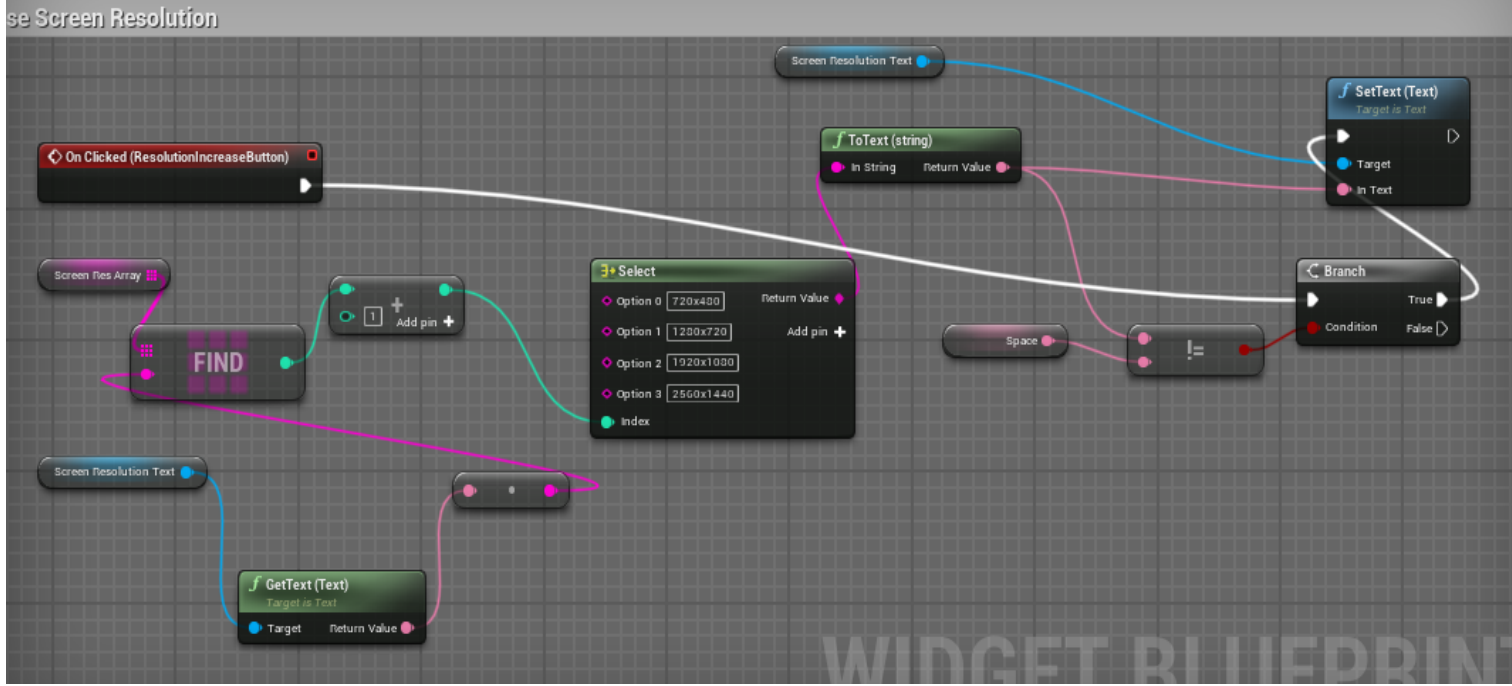 se Screen Resolution
Screen Resolution Text
SetText (Text)
Target is Text
Target
In Text
ToText (string)
In String Return Value
On Clicked (ResolutionIncreaseButton)
Screen Res Array
1
+
Add pin +
FIND
Select
Option 0 720x480 Return Value
Option 1 1280x720 Add pin +
Option 2 1920x1080
Option 3 2560x1440
Index
Branch
True
Condition False
Space
!=
Screen Resolution Text
GetText (Text)
Target is Text
Target Return Value
WIDGET BLUEPRINT